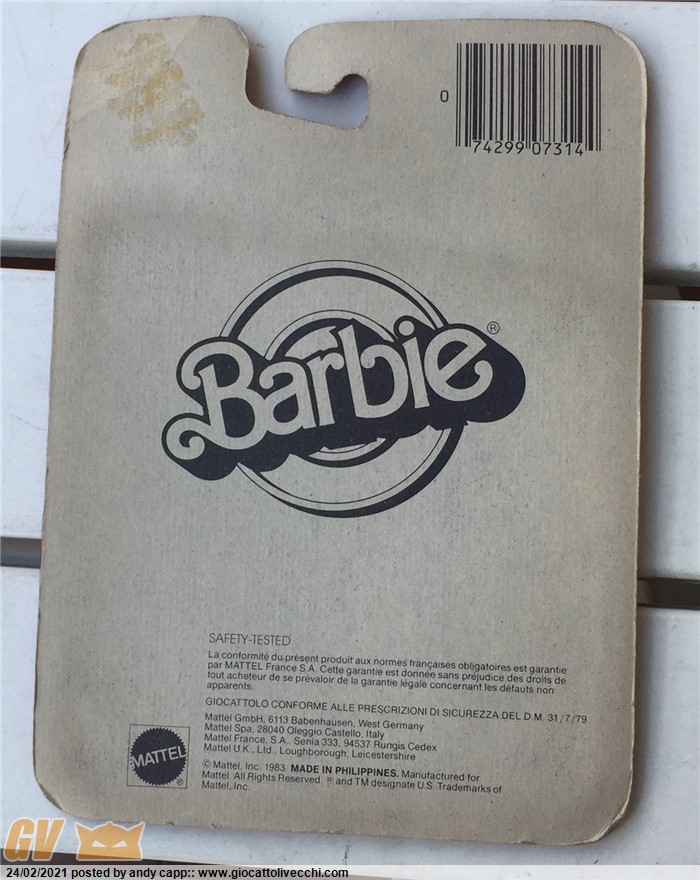 0
74299 07314
Barbie®
SAFETY-TESTED
La conformité du présent produit aux normes françaises obligatoires est garantie
par MATTEL France S.A. Cette garantie est donnée sans préjudice des droits de
tout acheteur de se prévaloir de la garantie légale concernant les défauts non
apparents.
GIOCATTOLO CONFORME ALLE PRESCRIZIONI DI SICUREZZA DEL D.M. 31/7/79
Mattel GmbH, 6113 Babenhausen, West Germany
Mattel Spa, 28040 Oleggio Castello, Italy
Mattel France, S.A., Senia 333, 94537 Rungis Cedex
Mattel U.K., Ltd., Loughborough, Leicestershire
MATTEL®
© Mattel, Inc. 1983. MADE IN PHILIPPINES. Manufactured for
Mattel. All Rights Reserved. ® and TM designate U.S. Trademarks of
Mattel, Inc.
GV
24/02/2021 posted by andy capp:: www.giocattolivecchi.com